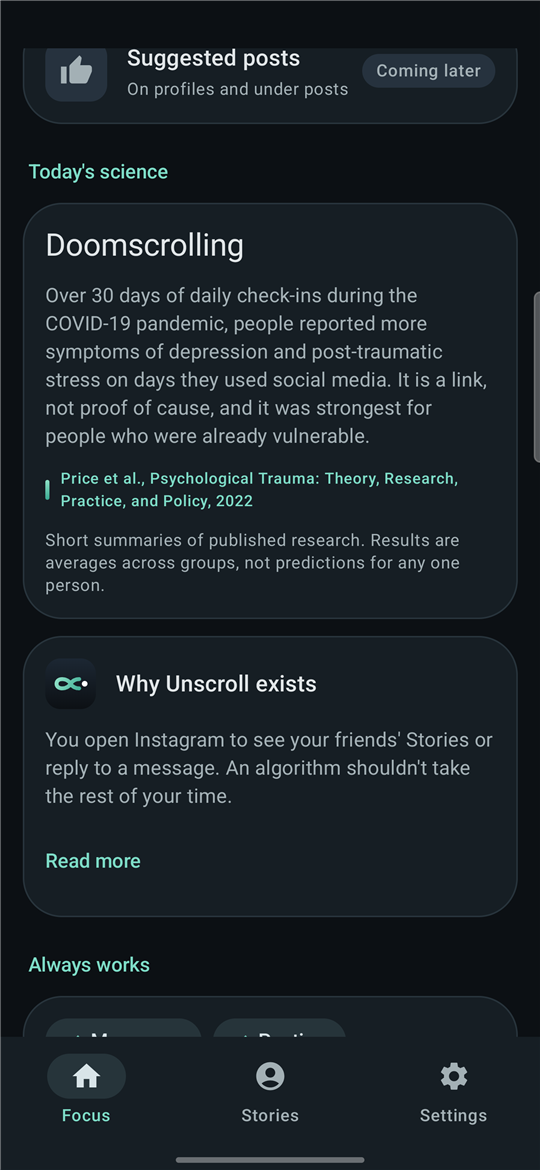 Suggested posts
On profiles and under posts
Coming later
Today's science
Doomscrolling
Over 30 days of daily check-ins during the
COVID-19 pandemic, people reported more
symptoms of depression and post-traumatic
stress on days they used social media. It is a link,
not proof of cause, and it was strongest for
people who were already vulnerable.
Price et al., Psychological Trauma: Theory, Research,
Practice, and Policy, 2022
Short summaries of published research. Results are
averages across groups, not predictions for any one
person.
Why Unscroll exists
You open Instagram to see your friends' Stories or
reply to a message. An algorithm shouldn't take
the rest of your time.
Read more
Always works
Focus
Stories
Settings